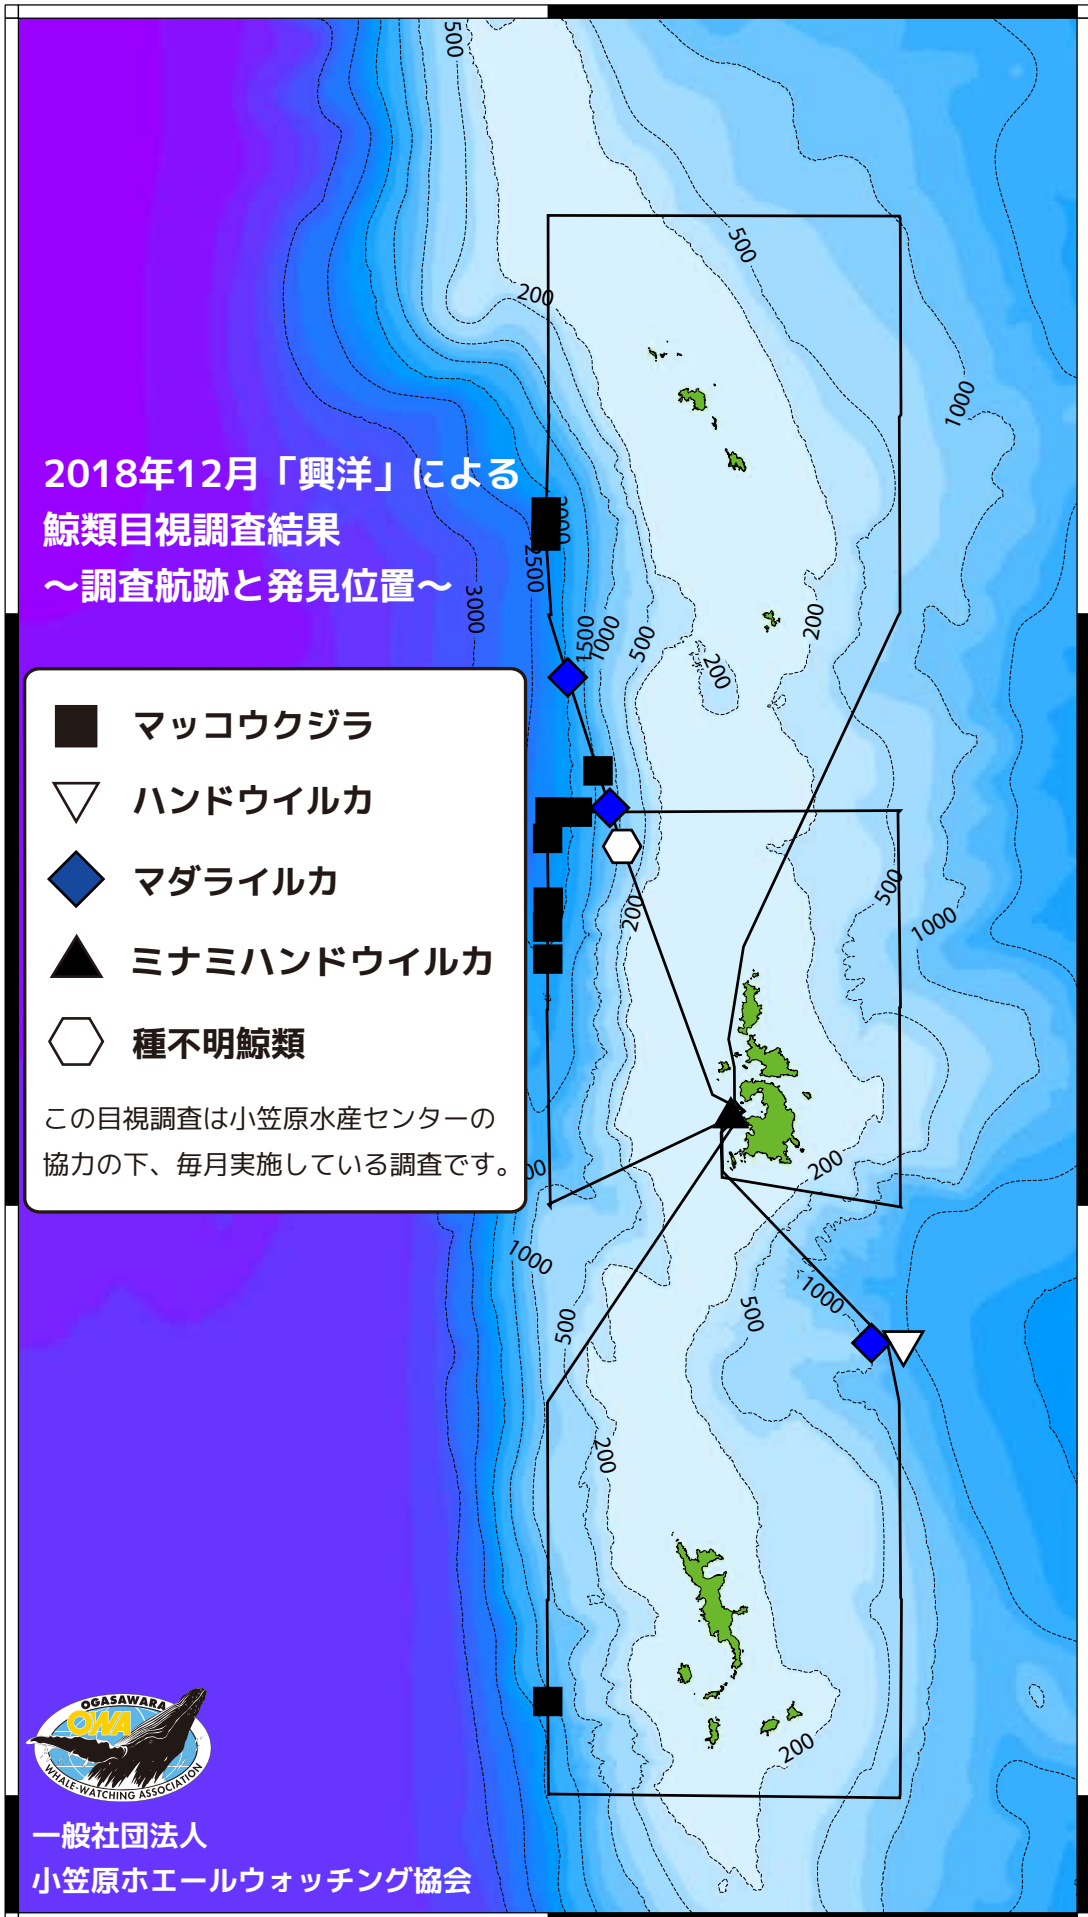 500
500
200
1000
2018年12月「興洋」による
鯨類目視調査結果
～調査航跡と発見位置～
2500
3000
1500
1000
500
200
200
マッコウクジラ
ハンドウイルカ
マダライルカ
ミナミハンドウイルカ
種不明鯨類
この目視調査は小笠原水産センターの
協力の下、毎月実施している調査です。
200
500
1000
200
1000
1000
500
500
200
200
OGASAWARA
OWA
WHALE-WATCHING ASSOCIATION
一般社団法人
小笠原ホエールウォッチング協会